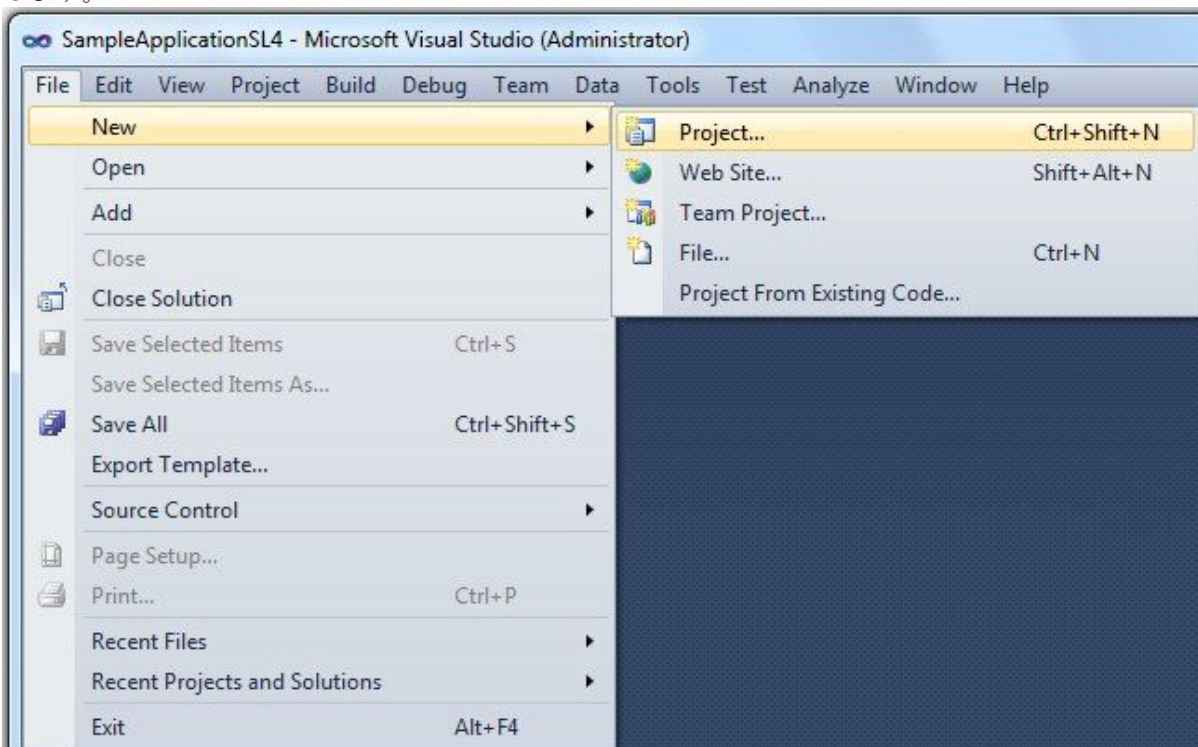 SampleApplicationSL4 - Microsoft Visual Studio (Administrator)
File Edit View Project Build Debug Team Data Tools Test Analyze Window Help
New
Open
Add
Close
Close Solution
Save Selected Items Ctrl+S
Save Selected Items As...
Save All Ctrl+Shift+S
Export Template...
Source Control
Page Setup...
Print... Ctrl+P
Recent Files
Recent Projects and Solutions
Exit Alt+F4
Project... Ctrl+Shift+N
Web Site... Shift+Alt+N
Team Project...
File... Ctrl+N
Project From Existing Code...